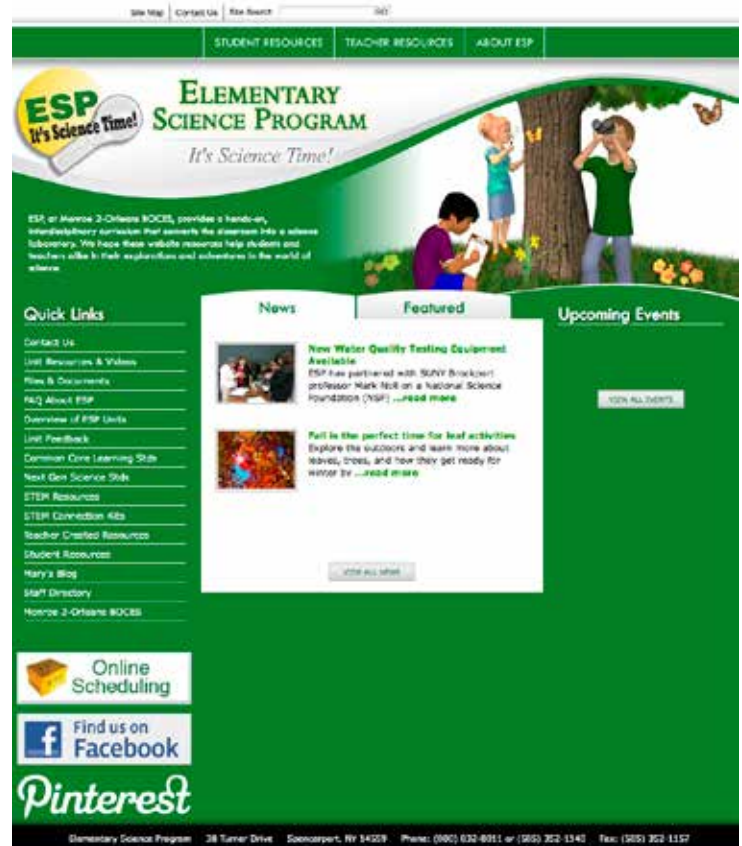 Site Map
Contact Us
Site Search
GO
STUDENT RESOURCES
TEACHER RESOURCES
ABOUT ESP
ESP
It's Science Time!
ELEMENTARY
SCIENCE PROGRAM
It's Science Time!
ESP, at Monroe 2-Orleans BOCES, provides a hands-on,
interdisciplinary curriculum that converts the classroom into a science
laboratory. We hope these website resources help students and
teachers alike in their explorations and adventures in the world of
science.
Quick Links
Contact Us
Unit Resources & Videos
Files & Documents
FAQ About ESP
Overview of ESP Units
Unit Feedback
Common Core Learning Stds
Next Gen Science Stds
STEM Resources
STEM Connection Kits
Teacher Created Resources
Student Resources
Mary's Blog
Staff Directory
Monroe 2-Orleans BOCES
News
Featured
New Water Quality Testing Equipment
Available
ESP has partnered with SUNY Brockport
professor Mark Noll on a National Science
Foundation (NSF) ...read more
Fall is the perfect time for leaf activities
Explore the outdoors and learn more about
leaves, trees, and how they get ready for
winter by ...read more
VIEW ALL NEWS
Upcoming Events
VIEW ALL EVENTS
Online
Scheduling
Find us on
Facebook
Pinterest
Elementary Science Program 38 Turner Drive Spencerport, NY 14559 Phone: (800) or (585) 352-1140 Fax: (585) 352-1157